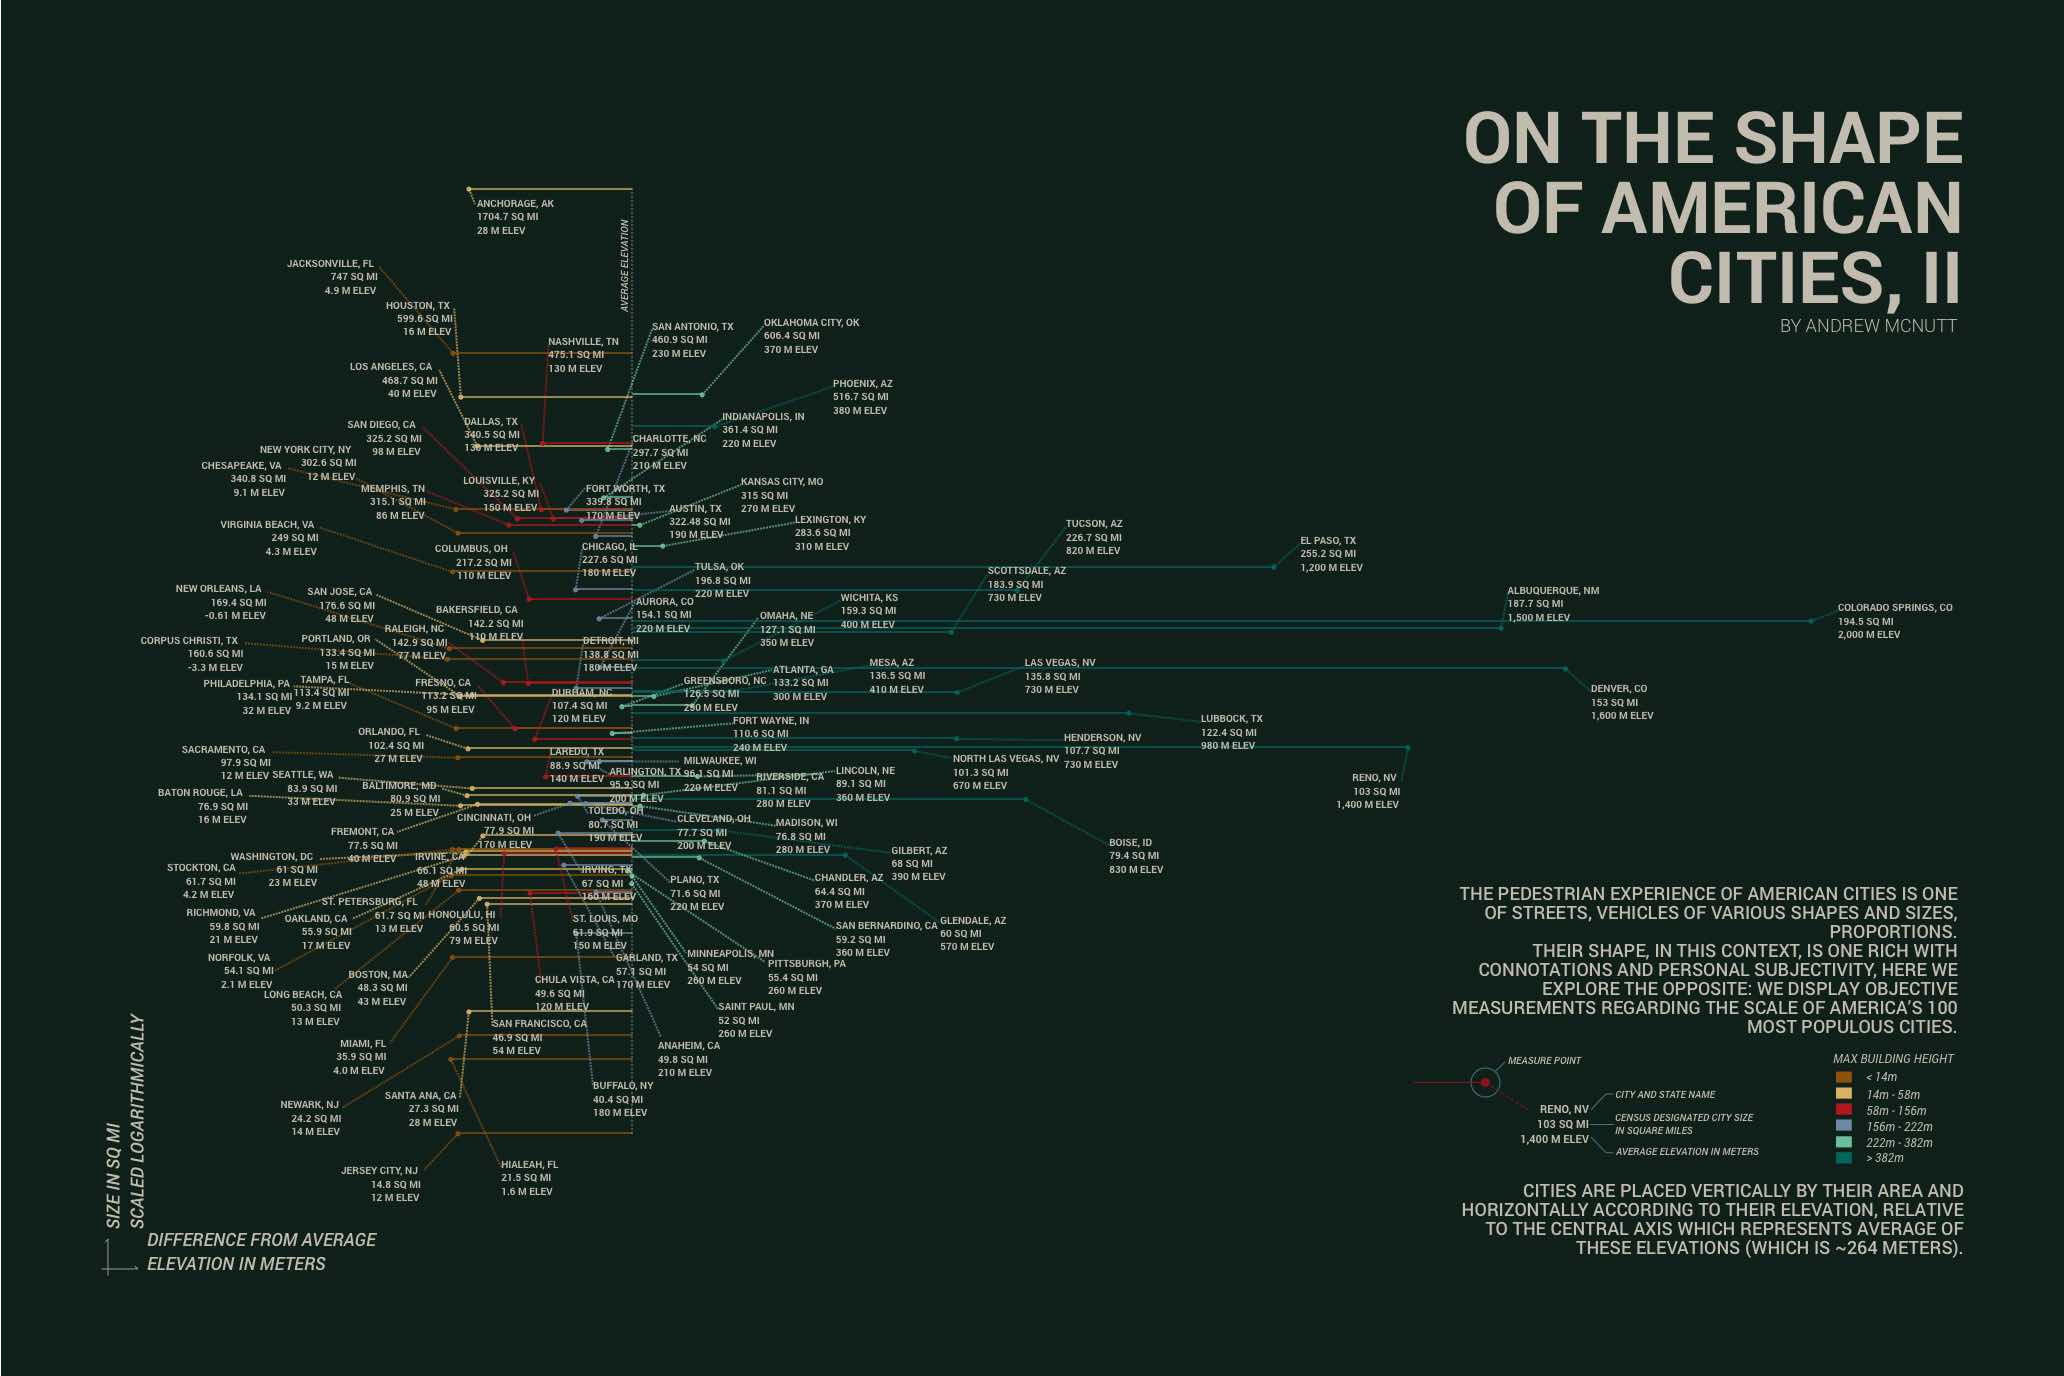 ON THE SHAPE
OF AMERICAN
CITIES, II
BY ANDREW MCNUTT
AVERAGE ELEVATION
ANCHORAGE, AK
1704.7 SQ MI
28 M ELEV
JACKSONVILLE, FL
747 SQ MI
4.9 M ELEV
HOUSTON, TX
599.6 SQ MI
16 M ELEV
NASHVILLE, TN
475.1 SQ MI
130 M ELEV
SAN ANTONIO, TX
460.9 SQ MI
230 M ELEV
OKLAHOMA CITY, OK
606.4 SQ MI
370 M ELEV
LOS ANGELES, CA
468.7 SQ MI
40 M ELEV
PHOENIX, AZ
516.7 SQ MI
380 M ELEV
SAN DIEGO, CA
325.2 SQ MI
98 M ELEV
DALLAS, TX
340.5 SQ MI
130 M ELEV
INDIANAPOLIS, IN
361.4 SQ MI
220 M ELEV
CHARLOTTE, NC
297.7 SQ MI
210 M ELEV
NEW YORK CITY, NY
302.6 SQ MI
12 M ELEV
CHESAPEAKE, VA
340.8 SQ MI
9.1 M ELEV
MEMPHIS, TN
315.1 SQ MI
86 M ELEV
LOUISVILLE, KY
325.2 SQ MI
150 M ELEV
FORT WORTH, TX
339.8 SQ MI
170 M ELEV
KANSAS CITY, MO
315 SQ MI
270 M ELEV
AUSTIN, TX
322.48 SQ MI
190 M ELEV
LEXINGTON, KY
283.6 SQ MI
310 M ELEV
VIRGINIA BEACH, VA
249 SQ MI
4.3 M ELEV
TUCSON, AZ
226.7 SQ MI
820 M ELEV
EL PASO, TX
255.2 SQ MI
1,200 M ELEV
COLUMBUS, OH
217.2 SQ MI
110 M ELEV
CHICAGO, IL
227.6 SQ MI
180 M ELEV
TULSA, OK
196.8 SQ MI
220 M ELEV
SCOTTSDALE, AZ
183.9 SQ MI
730 M ELEV
NEW ORLEANS, LA
169.4 SQ MI
-0.61 M ELEV
SAN JOSE, CA
176.6 SQ MI
48 M ELEV
BAKERSFIELD, CA
142.2 SQ MI
110 M ELEV
AURORA, CO
154.1 SQ MI
220 M ELEV
WICHITA, KS
159.3 SQ MI
400 M ELEV
ALBUQUERQUE, NM
187.7 SQ MI
1,500 M ELEV
COLORADO SPRINGS, CO
194.5 SQ MI
2,000 M ELEV
OMAHA, NE
127.1 SQ MI
350 M ELEV
RALEIGH, NC
142.9 SQ MI
77 M ELEV
CORPUS CHRISTI, TX
160.6 SQ MI
-3.3 M ELEV
PORTLAND, OR
133.4 SQ MI
15 M ELEV
DETROIT, MI
138.8 SQ MI
180 M ELEV
MESA, AZ
136.5 SQ MI
410 M ELEV
LAS VEGAS, NV
135.8 SQ MI
730 M ELEV
ATLANTA, GA
133.2 SQ MI
300 M ELEV
PHILADELPHIA, PA
134.1 SQ MI
32 M ELEV
TAMPA, FL
113.4 SQ MI
9.2 M ELEV
FRESNO, CA
113.2 SQ MI
95 M ELEV
DURHAM, NC
107.4 SQ MI
120 M ELEV
GREENSBORO, NC
126.5 SQ MI
250 M ELEV
DENVER, CO
153 SQ MI
1,600 M ELEV
FORT WAYNE, IN
110.6 SQ MI
240 M ELEV
LUBBOCK, TX
122.4 SQ MI
980 M ELEV
ORLANDO, FL
102.4 SQ MI
27 M ELEV
HENDERSON, NV
107.7 SQ MI
730 M ELEV
SACRAMENTO, CA
97.9 SQ MI
12 M ELEV
LAREDO, TX
88.9 SQ MI
140 M ELEV
MILWAUKEE, WI
96.1 SQ MI
220 M ELEV
NORTH LAS VEGAS, NV
101.3 SQ MI
670 M ELEV
SEATTLE, WA
83.9 SQ MI
33 M ELEV
ARLINGTON, TX
95.9 SQ MI
200 M ELEV
RIVERSIDE, CA
81.1 SQ MI
280 M ELEV
LINCOLN, NE
89.1 SQ MI
360 M ELEV
RENO, NV
103 SQ MI
1,400 M ELEV
BATON ROUGE, LA
76.9 SQ MI
16 M ELEV
BALTIMORE, MD
80.9 SQ MI
25 M ELEV
CINCINNATI, OH
77.9 SQ MI
170 M ELEV
TOLEDO, OH
80.7 SQ MI
190 M ELEV
CLEVELAND, OH
77.7 SQ MI
200 M ELEV
MADISON, WI
76.8 SQ MI
280 M ELEV
FREMONT, CA
77.5 SQ MI
40 M ELEV
GILBERT, AZ
68 SQ MI
390 M ELEV
BOISE, ID
79.4 SQ MI
830 M ELEV
WASHINGTON, DC
61 SQ MI
23 M ELEV
STOCKTON, CA
61.7 SQ MI
4.2 M ELEV
IRVINE, CA
66.1 SQ MI
48 M ELEV
IRVING, TX
67 SQ MI
160 M ELEV
PLANO, TX
71.6 SQ MI
220 M ELEV
CHANDLER, AZ
64.4 SQ MI
370 M ELEV
RICHMOND, VA
59.8 SQ MI
21 M ELEV
OAKLAND, CA
55.9 SQ MI
17 M ELEV
ST. PETERSBURG, FL
61.7 SQ MI
13 M ELEV
HONOLULU, HI
60.5 SQ MI
79 M ELEV
ST. LOUIS, MO
61.9 SQ MI
150 M ELEV
SAN BERNARDINO, CA
59.2 SQ MI
360 M ELEV
GLENDALE, AZ
60 SQ MI
570 M ELEV
NORFOLK, VA
54.1 SQ MI
2.1 M ELEV
BOSTON, MA
48.3 SQ MI
43 M ELEV
GARLAND, TX
57.1 SQ MI
170 M ELEV
MINNEAPOLIS, MN
54 SQ MI
260 M ELEV
PITTSBURGH, PA
55.4 SQ MI
260 M ELEV
LONG BEACH, CA
50.3 SQ MI
13 M ELEV
CHULA VISTA, CA
49.6 SQ MI
120 M ELEV
SAINT PAUL, MN
52 SQ MI
260 M ELEV
SAN FRANCISCO, CA
46.9 SQ MI
54 M ELEV
MIAMI, FL
35.9 SQ MI
4.0 M ELEV
ANAHEIM, CA
49.8 SQ MI
210 M ELEV
BUFFALO, NY
40.4 SQ MI
180 M ELEV
SANTA ANA, CA
27.3 SQ MI
28 M ELEV
NEWARK, NJ
24.2 SQ MI
14 M ELEV
JERSEY CITY, NJ
14.8 SQ MI
12 M ELEV
HIALEAH, FL
21.5 SQ MI
1.6 M ELEV
SIZE IN SQ MI
SCALED LOGARITHMICALLY
DIFFERENCE FROM AVERAGE
ELEVATION IN METERS
THE PEDESTRIAN EXPERIENCE OF AMERICAN CITIES IS ONE
OF STREETS, VEHICLES OF VARIOUS SHAPES AND SIZES,
PROPORTIONS.
THEIR SHAPE, IN THIS CONTEXT, IS ONE RICH WITH
CONNOTATIONS AND PERSONAL SUBJECTIVITY, HERE WE
EXPLORE THE OPPOSITE: WE DISPLAY OBJECTIVE
MEASUREMENTS REGARDING THE SCALE OF AMERICA'S 100
MOST POPULOUS CITIES.
MEASURE POINT
RENO, NV
103 SQ MI
1,400 M ELEV
CITY AND STATE NAME
CENSUS DESIGNATED CITY SIZE
IN SQUARE MILES
AVERAGE ELEVATION IN METERS
MAX BUILDING HEIGHT
< 14m
14m - 58m
58m - 156m
156m - 222m
222m - 382m
> 382m
CITIES ARE PLACED VERTICALLY BY THEIR AREA AND
HORIZONTALLY ACCORDING TO THEIR ELEVATION, RELATIVE
TO THE CENTRAL AXIS WHICH REPRESENTS AVERAGE OF
THESE ELEVATIONS (WHICH IS ~264 METERS).